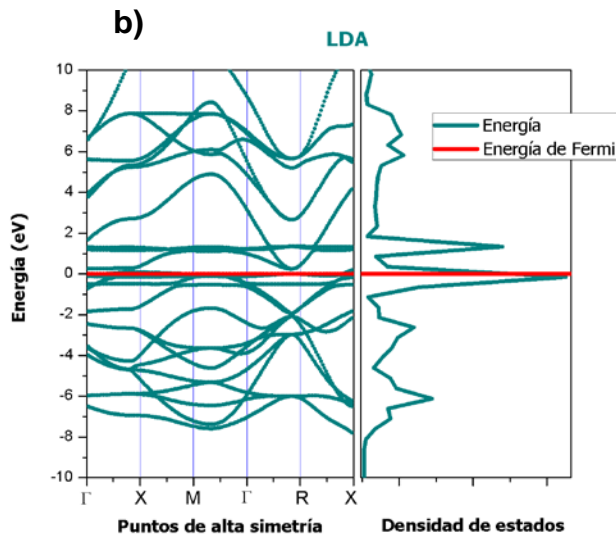 b)
LDA
Energía (eV)
10
8
6
4
2
0
-2
-4
-6
-8
-10
Γ X M Γ R X
Puntos de alta simetría
Energía
Energía de Fermi
Densidad de estados